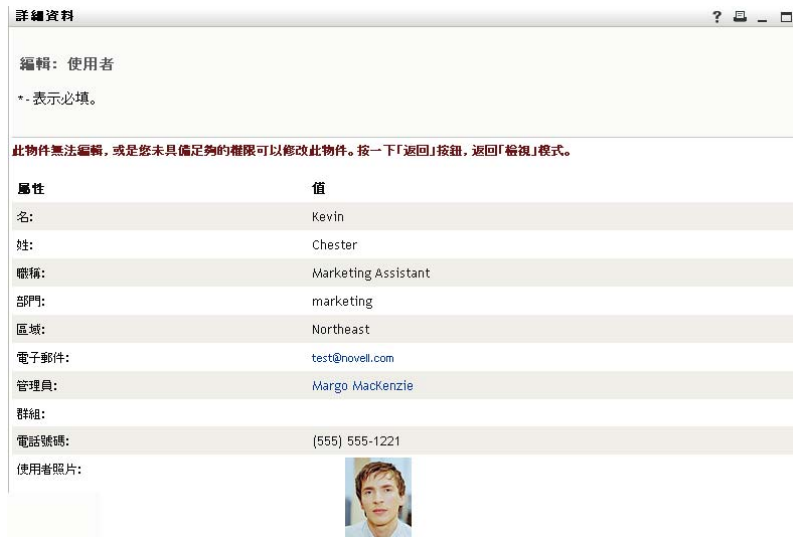 詳細資料
?
編輯: 使用者
*-表示必填。
此物件無法編輯, 或是您未具備足夠的權限可以修改此物件。按一下「返回」按鈕, 返回「檢視」模式。
屬性 值
名: Kevin
姓: Chester
職稱: Marketing Assistant
部門: marketing
區域: Northeast
電子郵件: test@novell.com
管理員: Margo MacKenzie
群組:
電話號碼: (555) 555-1221
使用者照片: